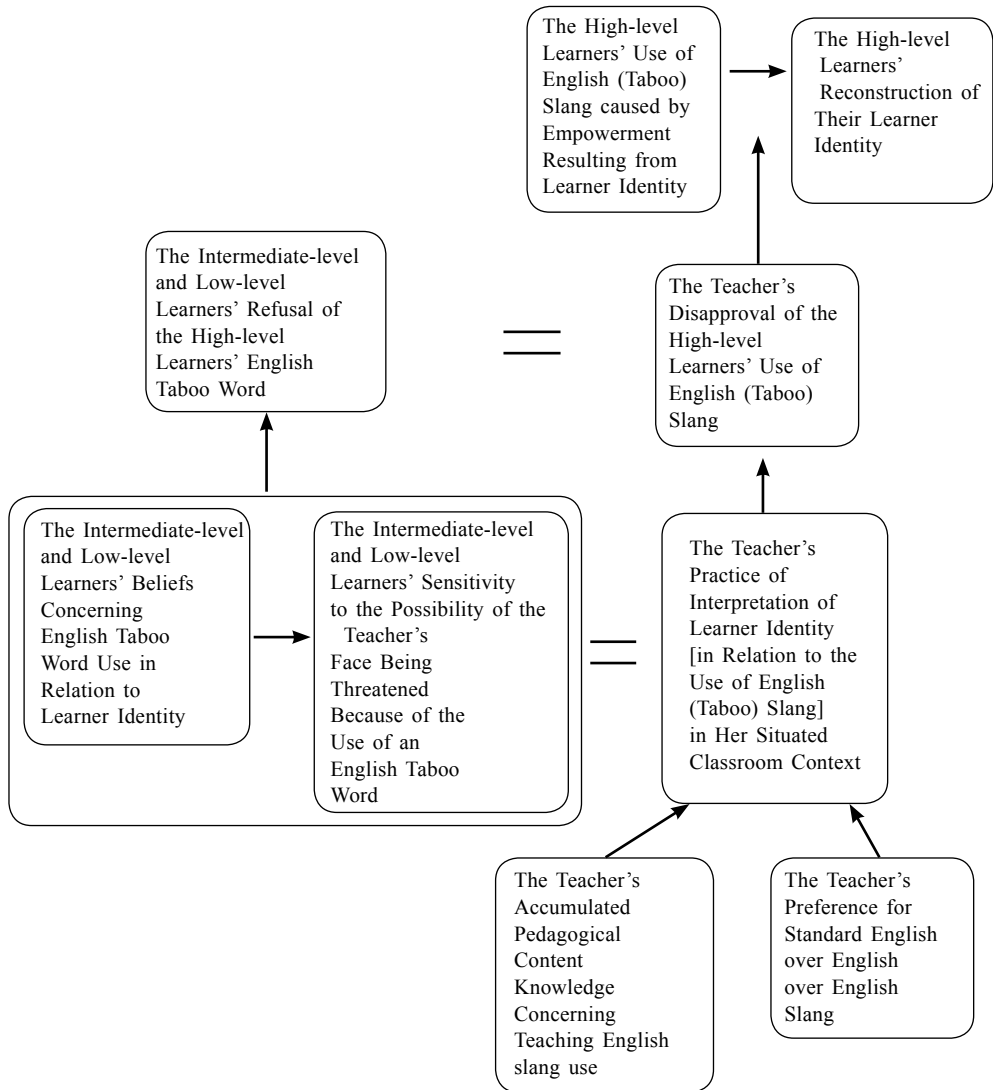 The High-level
Learners’ Use of
English (Taboo)
Slang caused by
Empowerment
Resulting from
Learner Identity
The High-level
Learners’
Reconstruction of
Their Learner
Identity
The Intermediate-level
and Low-level
Learners’ Refusal of
the High-level
Learners’ English
Taboo Word
The Teacher’s
Disapproval of the
High-level
Learners’ Use of
English (Taboo)
Slang
The Intermediate-level
and Low-level
Learners’ Beliefs
Concerning
English Taboo
Word Use in
Relation to
Learner Identity
The Intermediate-level
and Low-level
Learners’ Sensitivity
to the Possibility of the
Teacher’s
Face Being
Threatened
Because of the
Use of an
English Taboo
Word
The Teacher’s
Practice of
Interpretation of
Learner Identity
[in Relation to the
Use of English
(Taboo) Slang]
in Her Situated
Classroom Context
The Teacher’s
Accumulated
Pedagogical
Content
Knowledge
Concerning
Teaching English
slang use
The Teacher’s
Preference for
Standard English
over English
over English
Slang